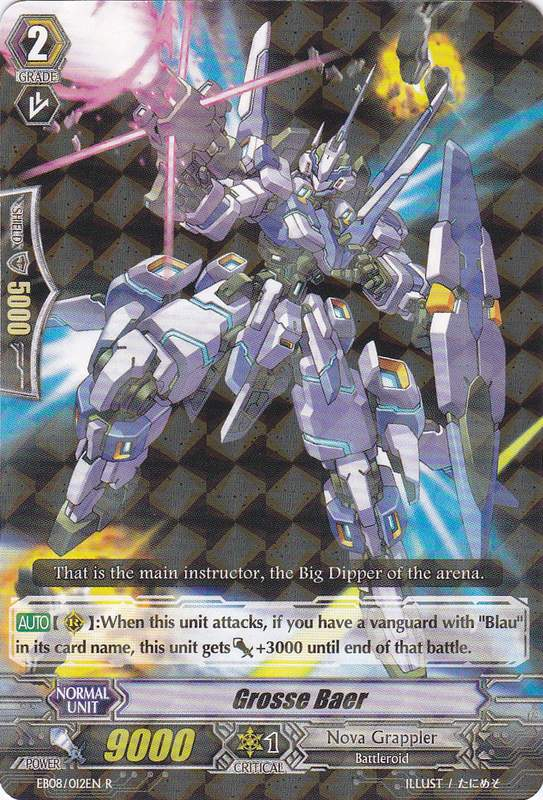 2
GRADE
SHIELD
5000
That is the main instructor, the Big Dipper of the arena.
AUTO [ R ]:When this unit attacks, if you have a vanguard with "Blau"
in its card name, this unit gets +3000 until end of that battle.
NORMAL
UNIT
Grosse Baer
POWER
9000
1
CRITICAL
Nova Grappler
Battleroid
EB08/012EN R
ILLUST / たにめそ